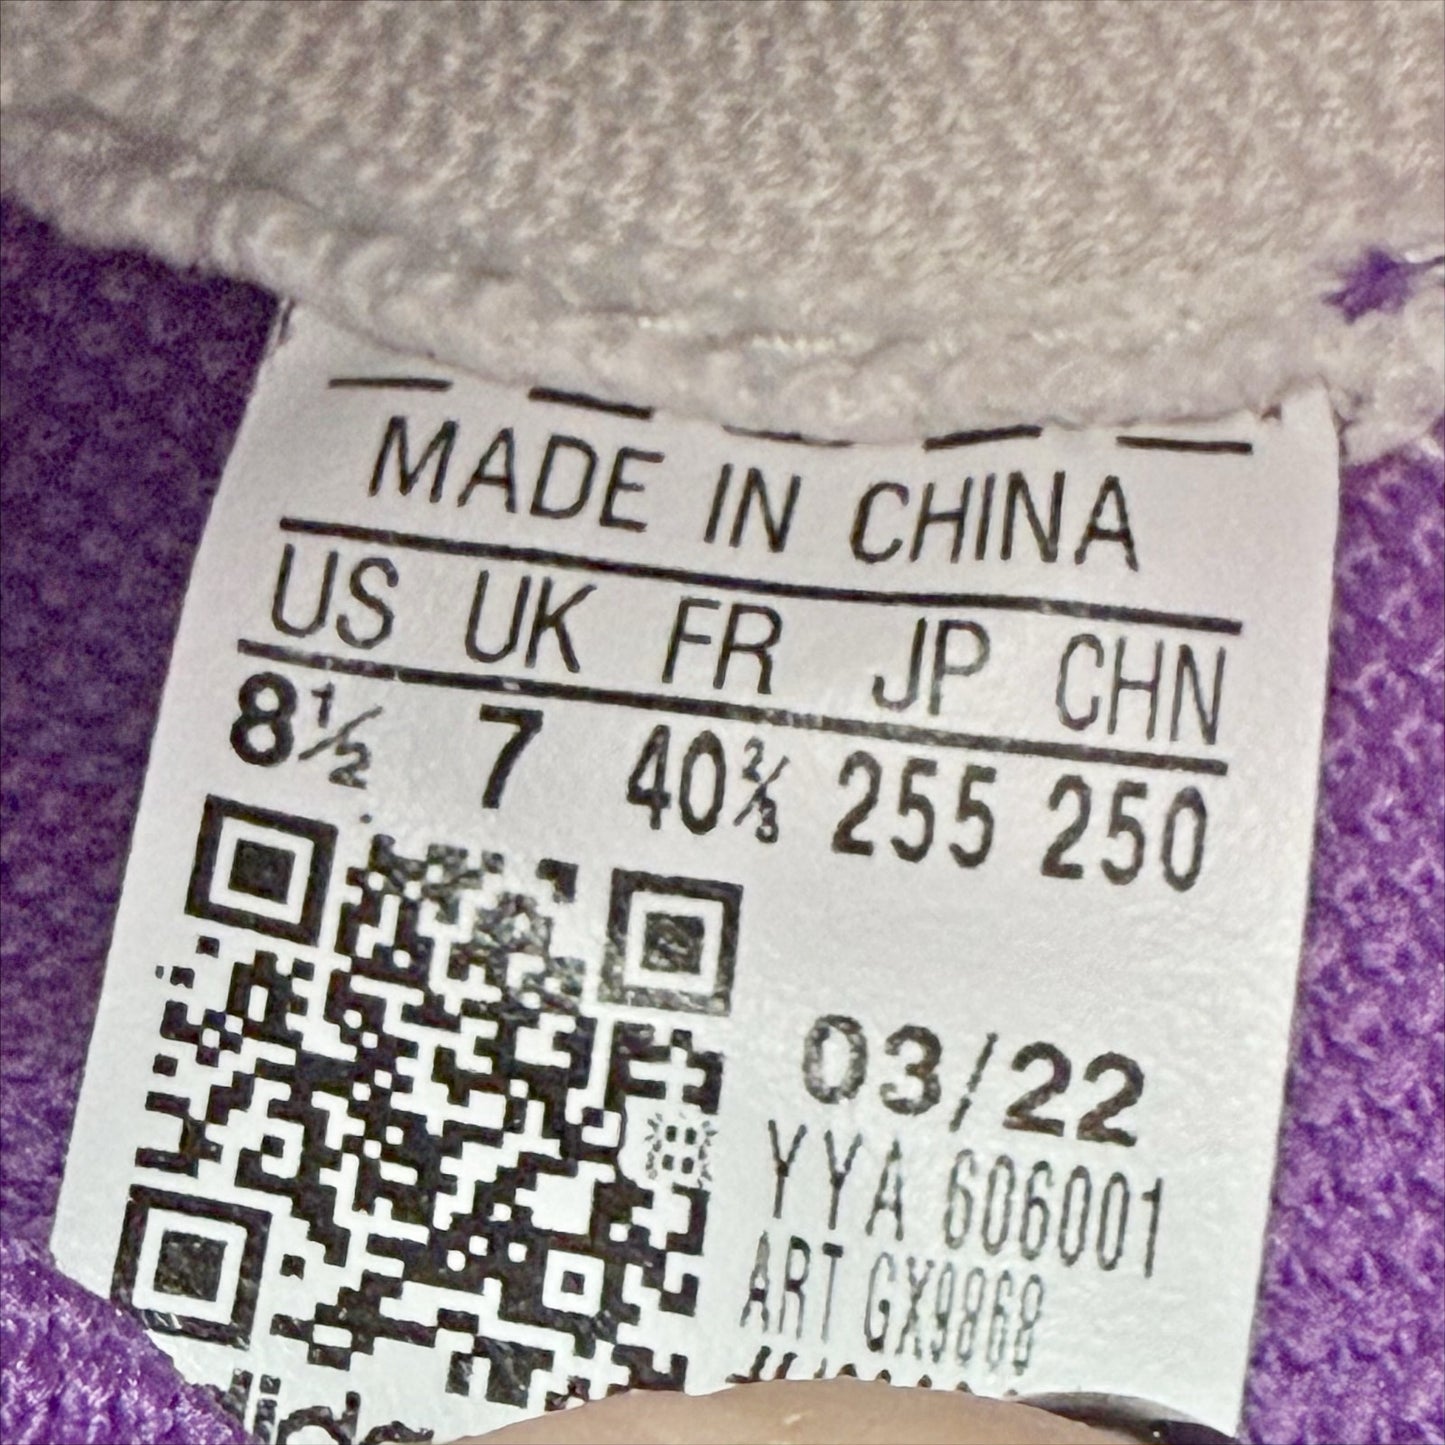 MADE IN CHINA
US UK FR JP CHN
8½ 7 40⅔ 255 250
03/22
YYA 606001
ART GX9868